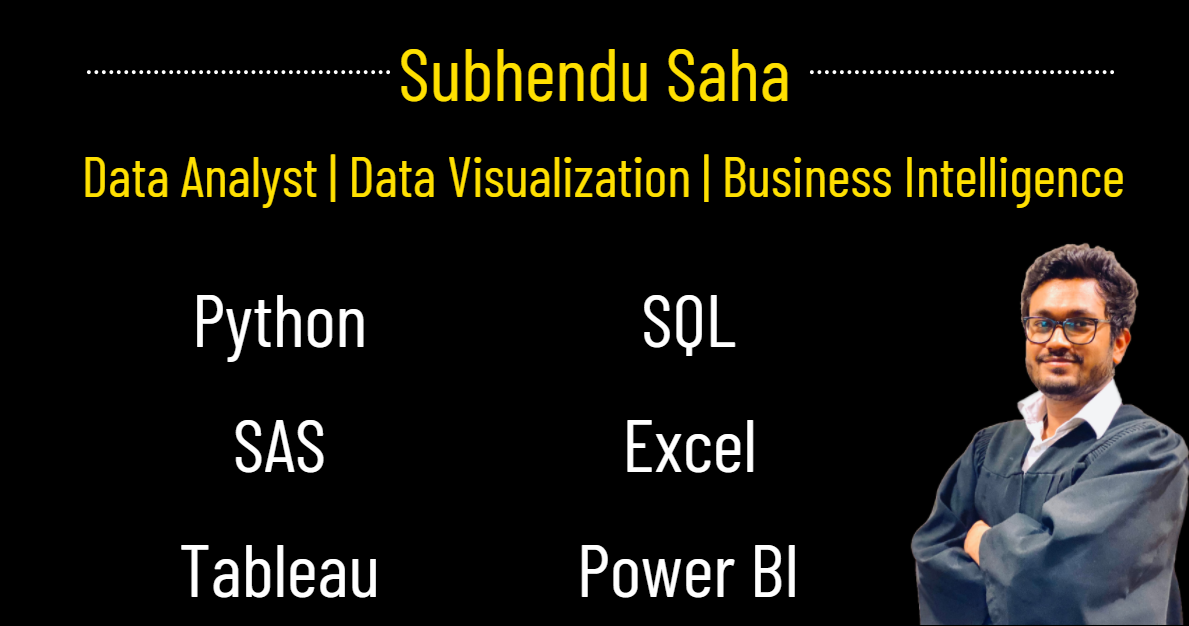 Subhendu Saha
Data Analyst | Data Visualization | Business Intelligence
Python SQL
SAS Excel
Tableau Power BI